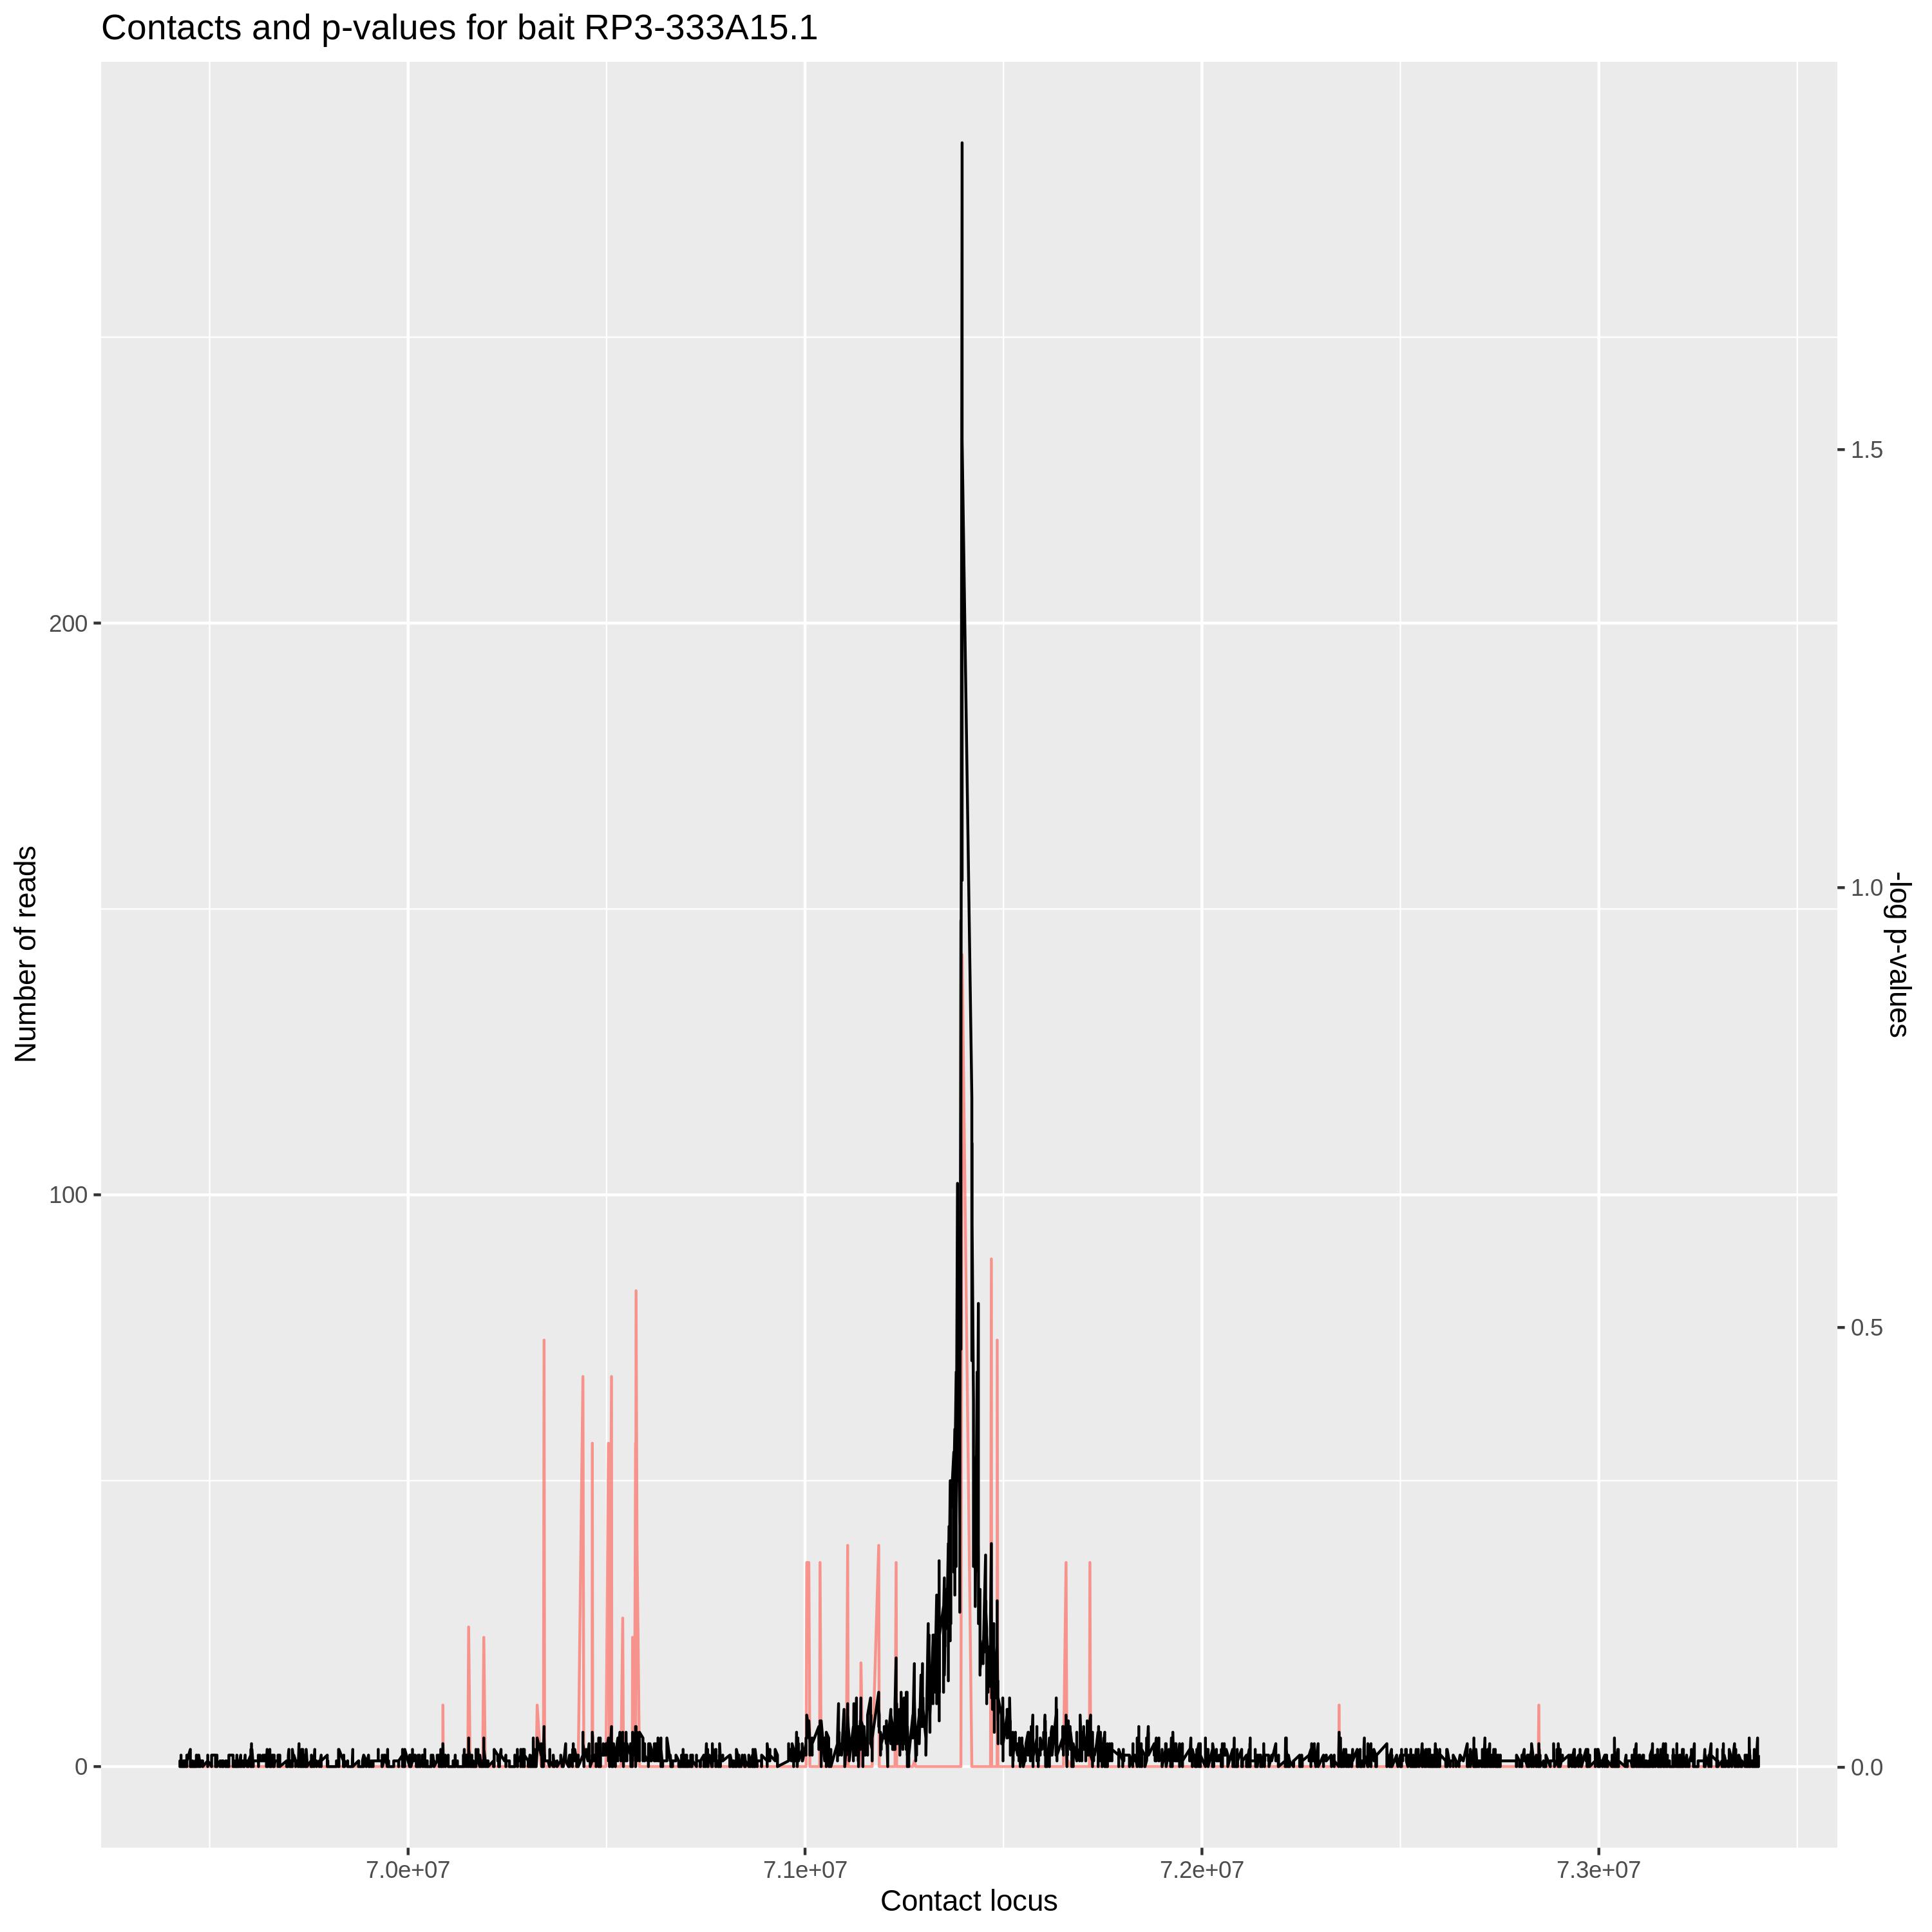 Contacts and p-values for bait RP3-333A15.1
Number of reads
200
100
0
1.5
1.0
0.5
0.0
-log p-values
7.0e+07
7.1e+07
7.2e+07
7.3e+07
Contact locus